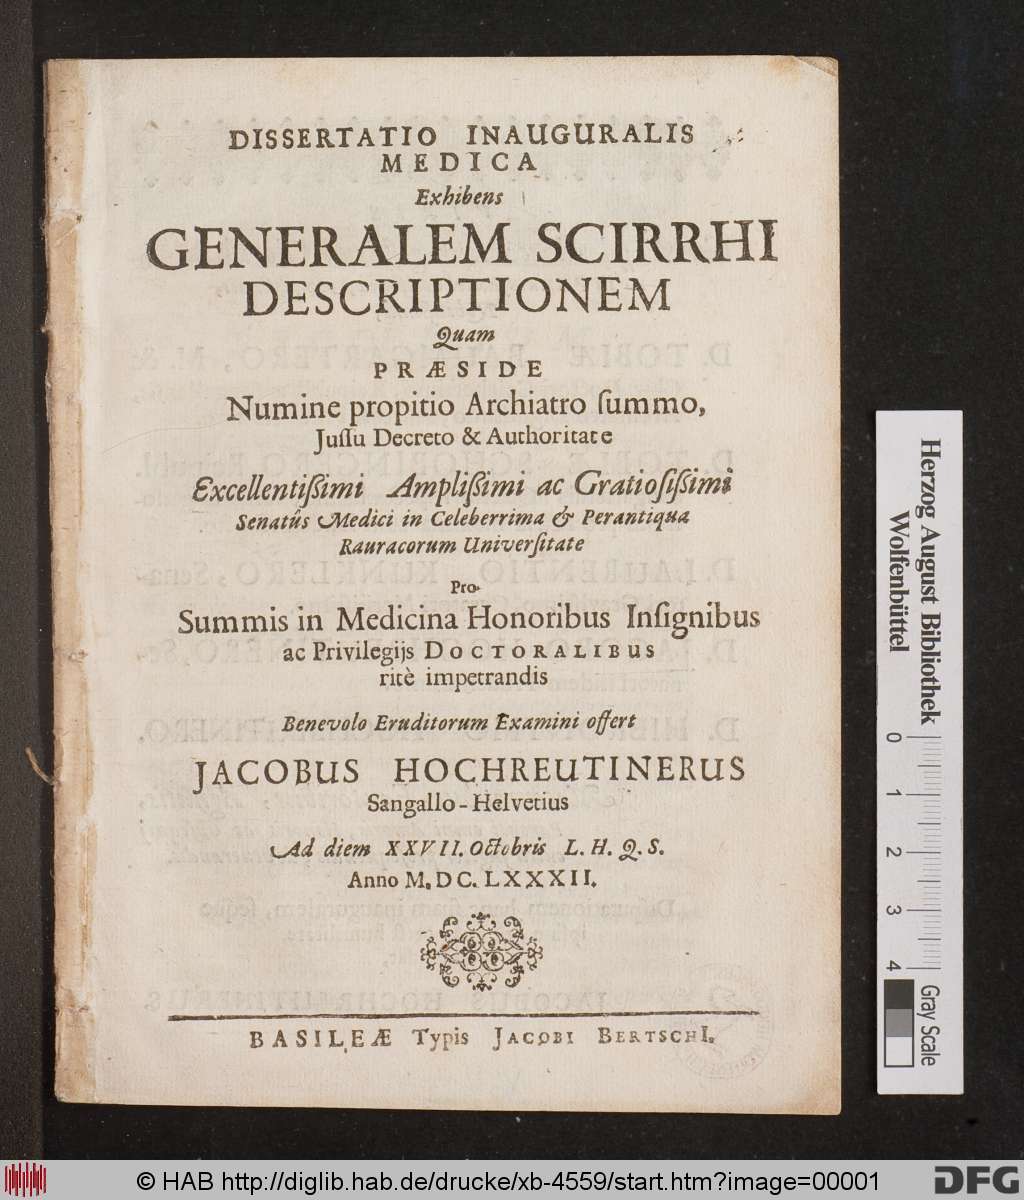 DISSERTATIO INAUGURALIS
MEDICA
Exhibens
GENERALEM SCIRRHI
DESCRIPTIONEM
Quam
PRÆSIDE
Numine propitio Archiatro ſummo,
Juſſu Decreto & Authoritate
Excellentißimi Amplißimi ac Gratioſißimi
Senatûs Medici in Celeberrima & Perantiqua
Rauracorum Univerſitate
Pro
Summis in Medicina Honoribus Inſignibus
ac Privilegijs DOCTORALIBUS
ritè impetrandis
Benevolo Eruditorum Examini offert
JACOBUS HOCHREUTINERUS
Sangallo-Helvetius
Ad diem XXVII. Octobris L. H. Q. S.
Anno M. DC. LXXXII.
BASILEÆ Typis JACOBI BERTSCHI.
Herzog August Bibliothek
Wolfenbüttel
0 1 2 3 4
Gray Scale
© HAB http://diglib.hab.de/drucke/xb-4559/start.htm?image=00001
DFG